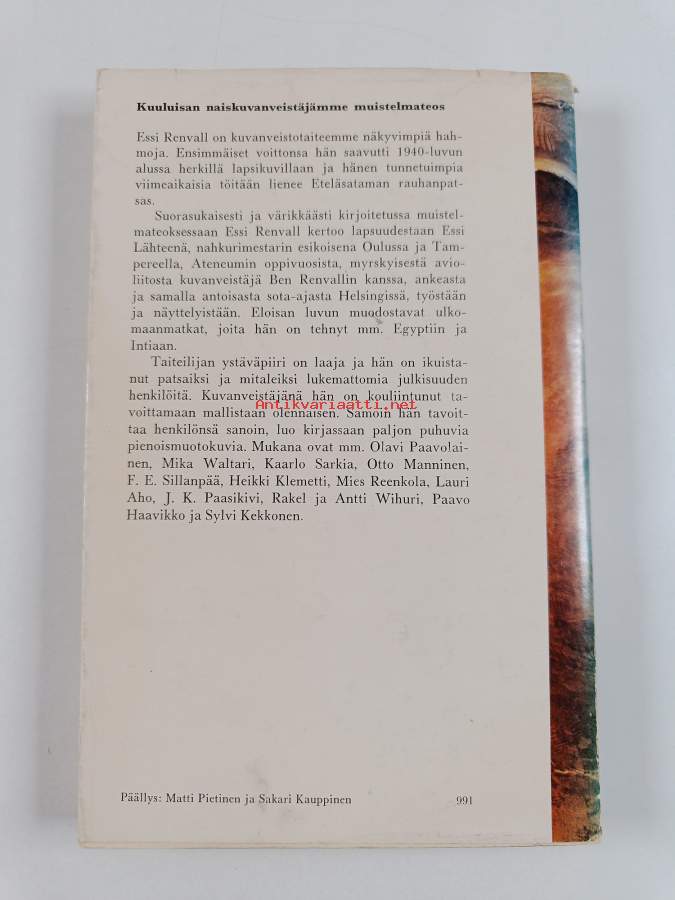 Kuuluisan naiskuvanveistäjämme muistelmateos
Essi Renvall on kuvanveistotaiteemme näkyvimpiä hah-
moja. Ensimmäiset voittonsa hän saavutti 1940-luvun
alussa herkillä lapsikuvillaan ja hänen tunnetuimpia
viimeaikaisia töitään lienee Eteläsataman rauhanpat-
sas.
Suorasukaisesti ja värikkäästi kirjoitetussa muistel-
mateoksessaan Essi Renvall kertoo lapsuudestaan Essi
Lähteenä, nahkurimestarin esikoisena Oulussa ja Tam-
pereella, Ateneumin oppivuosista, myrskyisestä avio-
liitosta kuvanveistäjä Ben Renvallin kanssa, ankeasta
ja samalla antoisasta sota-ajasta Helsingissä, työstään
ja näyttelyistään. Eloisan luvun muodostavat ulko-
maanmatkat, joita hän on tehnyt mm. Egyptiin ja
Intiaan.
Taiteilijan ystäväpiiri on laaja ja hän on ikuista-
nut patsaiksi ja mitaleiksi lukemattomia julkisuuden
henkilöitä. Kuvanveistäjänä hän on kouliintunut ta-
Antikvariaatti.net
voittamaan mallistaan olennaisen. Samoin hän tavoit-
taa henkilönsä sanoin, luo kirjassaan paljon puhuvia
pienoismuotokuvia. Mukana ovat mm. Olavi Paavolai-
nen, Mika Waltari, Kaarlo Sarkia, Otto Manninen,
F. E. Sillanpää, Heikki Klemetti, Mies Reenkola, Lauri
Aho, J. K. Paasikivi, Rakel ja Antti Wihuri, Paavo
Haavikko ja Sylvi Kekkonen.
Päällys: Matti Pietinen ja Sakari Kauppinen 991